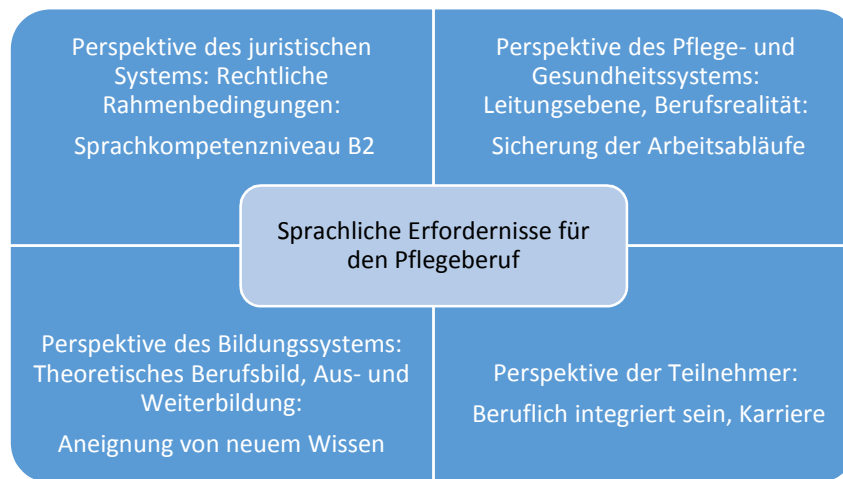 Perspektive des juristischen
Systems: Rechtliche
Rahmenbedingungen:
Sprachkompetenzniveau B2
Perspektive des Pflege- und
Gesundheitssystems:
Leitungsebene, Berufsrealität:
Sicherung der Arbeitsabläufe
Sprachliche Erfordernisse für
den Pflegeberuf
Perspektive des Bildungssystems:
Theoretisches Berufsbild, Aus- und
Weiterbildung:
Aneignung von neuem Wissen
Perspektive der Teilnehmer:
Beruflich integriert sein, Karriere